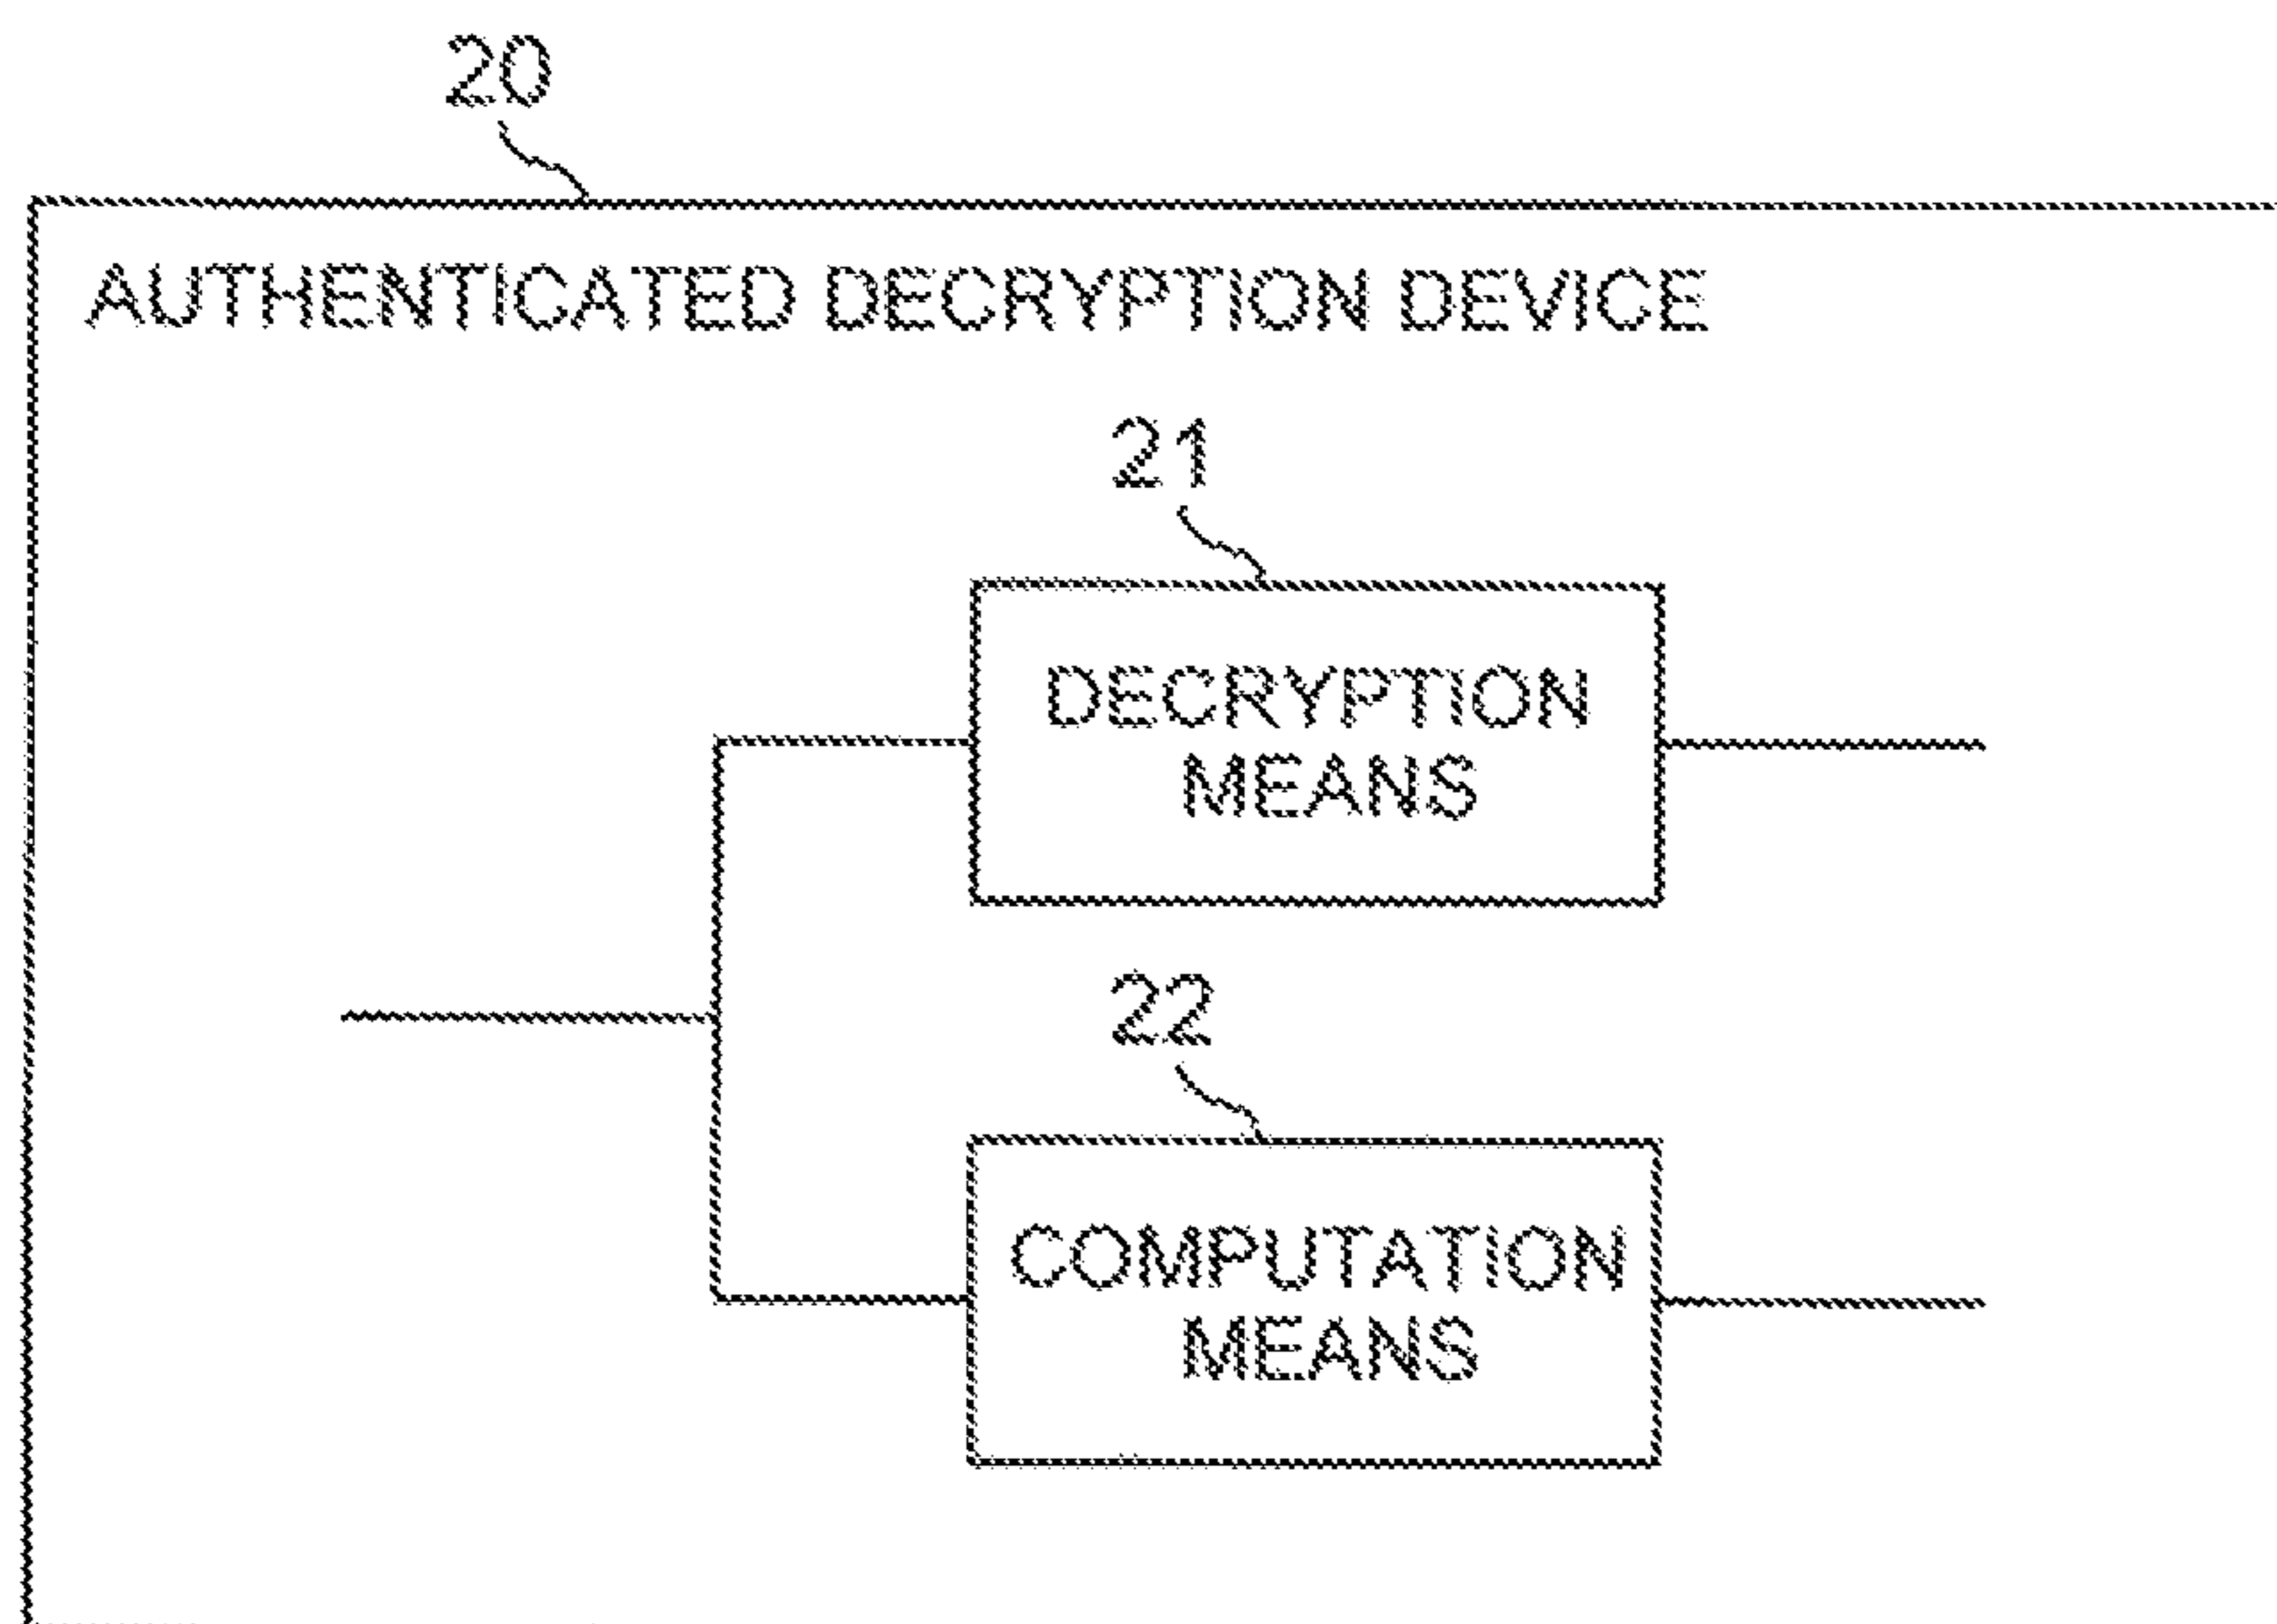 20
AUTHENTICATED DECRYPTION DEVICE
21
DECRYPTION
MEANS
22
COMPUTATION
MEANS